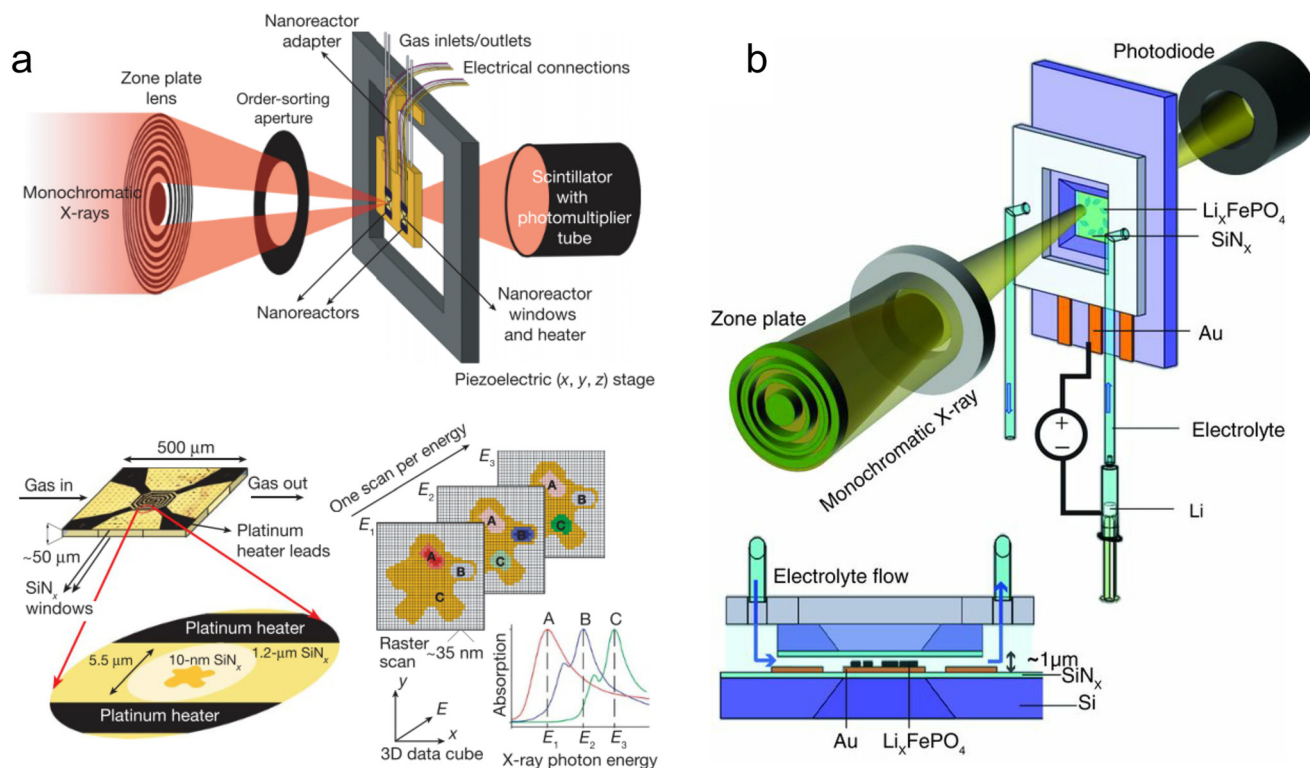 a
Nanoreactor
adapter
Gas inlets/outlets
Electrical connections
Zone plate
lens
Order-sorting
aperture
Monochromatic
X-rays
Scintillator
with
photomultiplier
tube
Nanoreactors
Nanoreactor
windows
and heater
Piezoelectric (x, y, z) stage
500 µm
Gas in
Gas out
Platinum
heater leads
~50 µm
SiNx
windows
Platinum heater
5.5 µm
10-nm SiNx
1.2-µm SiNx
Platinum heater
One scan per energy
E3
A
B
C
E2
A
B
C
E1
A
B
C
Raster
scan
~35 nm
y
E
x
3D data cube
A B C
Absorption
E1 E2 E3
X-ray photon energy
b
Photodiode
LixFePO4
SiNx
Zone plate
Au
Monochromatic X-ray
+
−
Electrolyte
Li
Electrolyte flow
~1µm
SiNx
Si
Au
LixFePO4